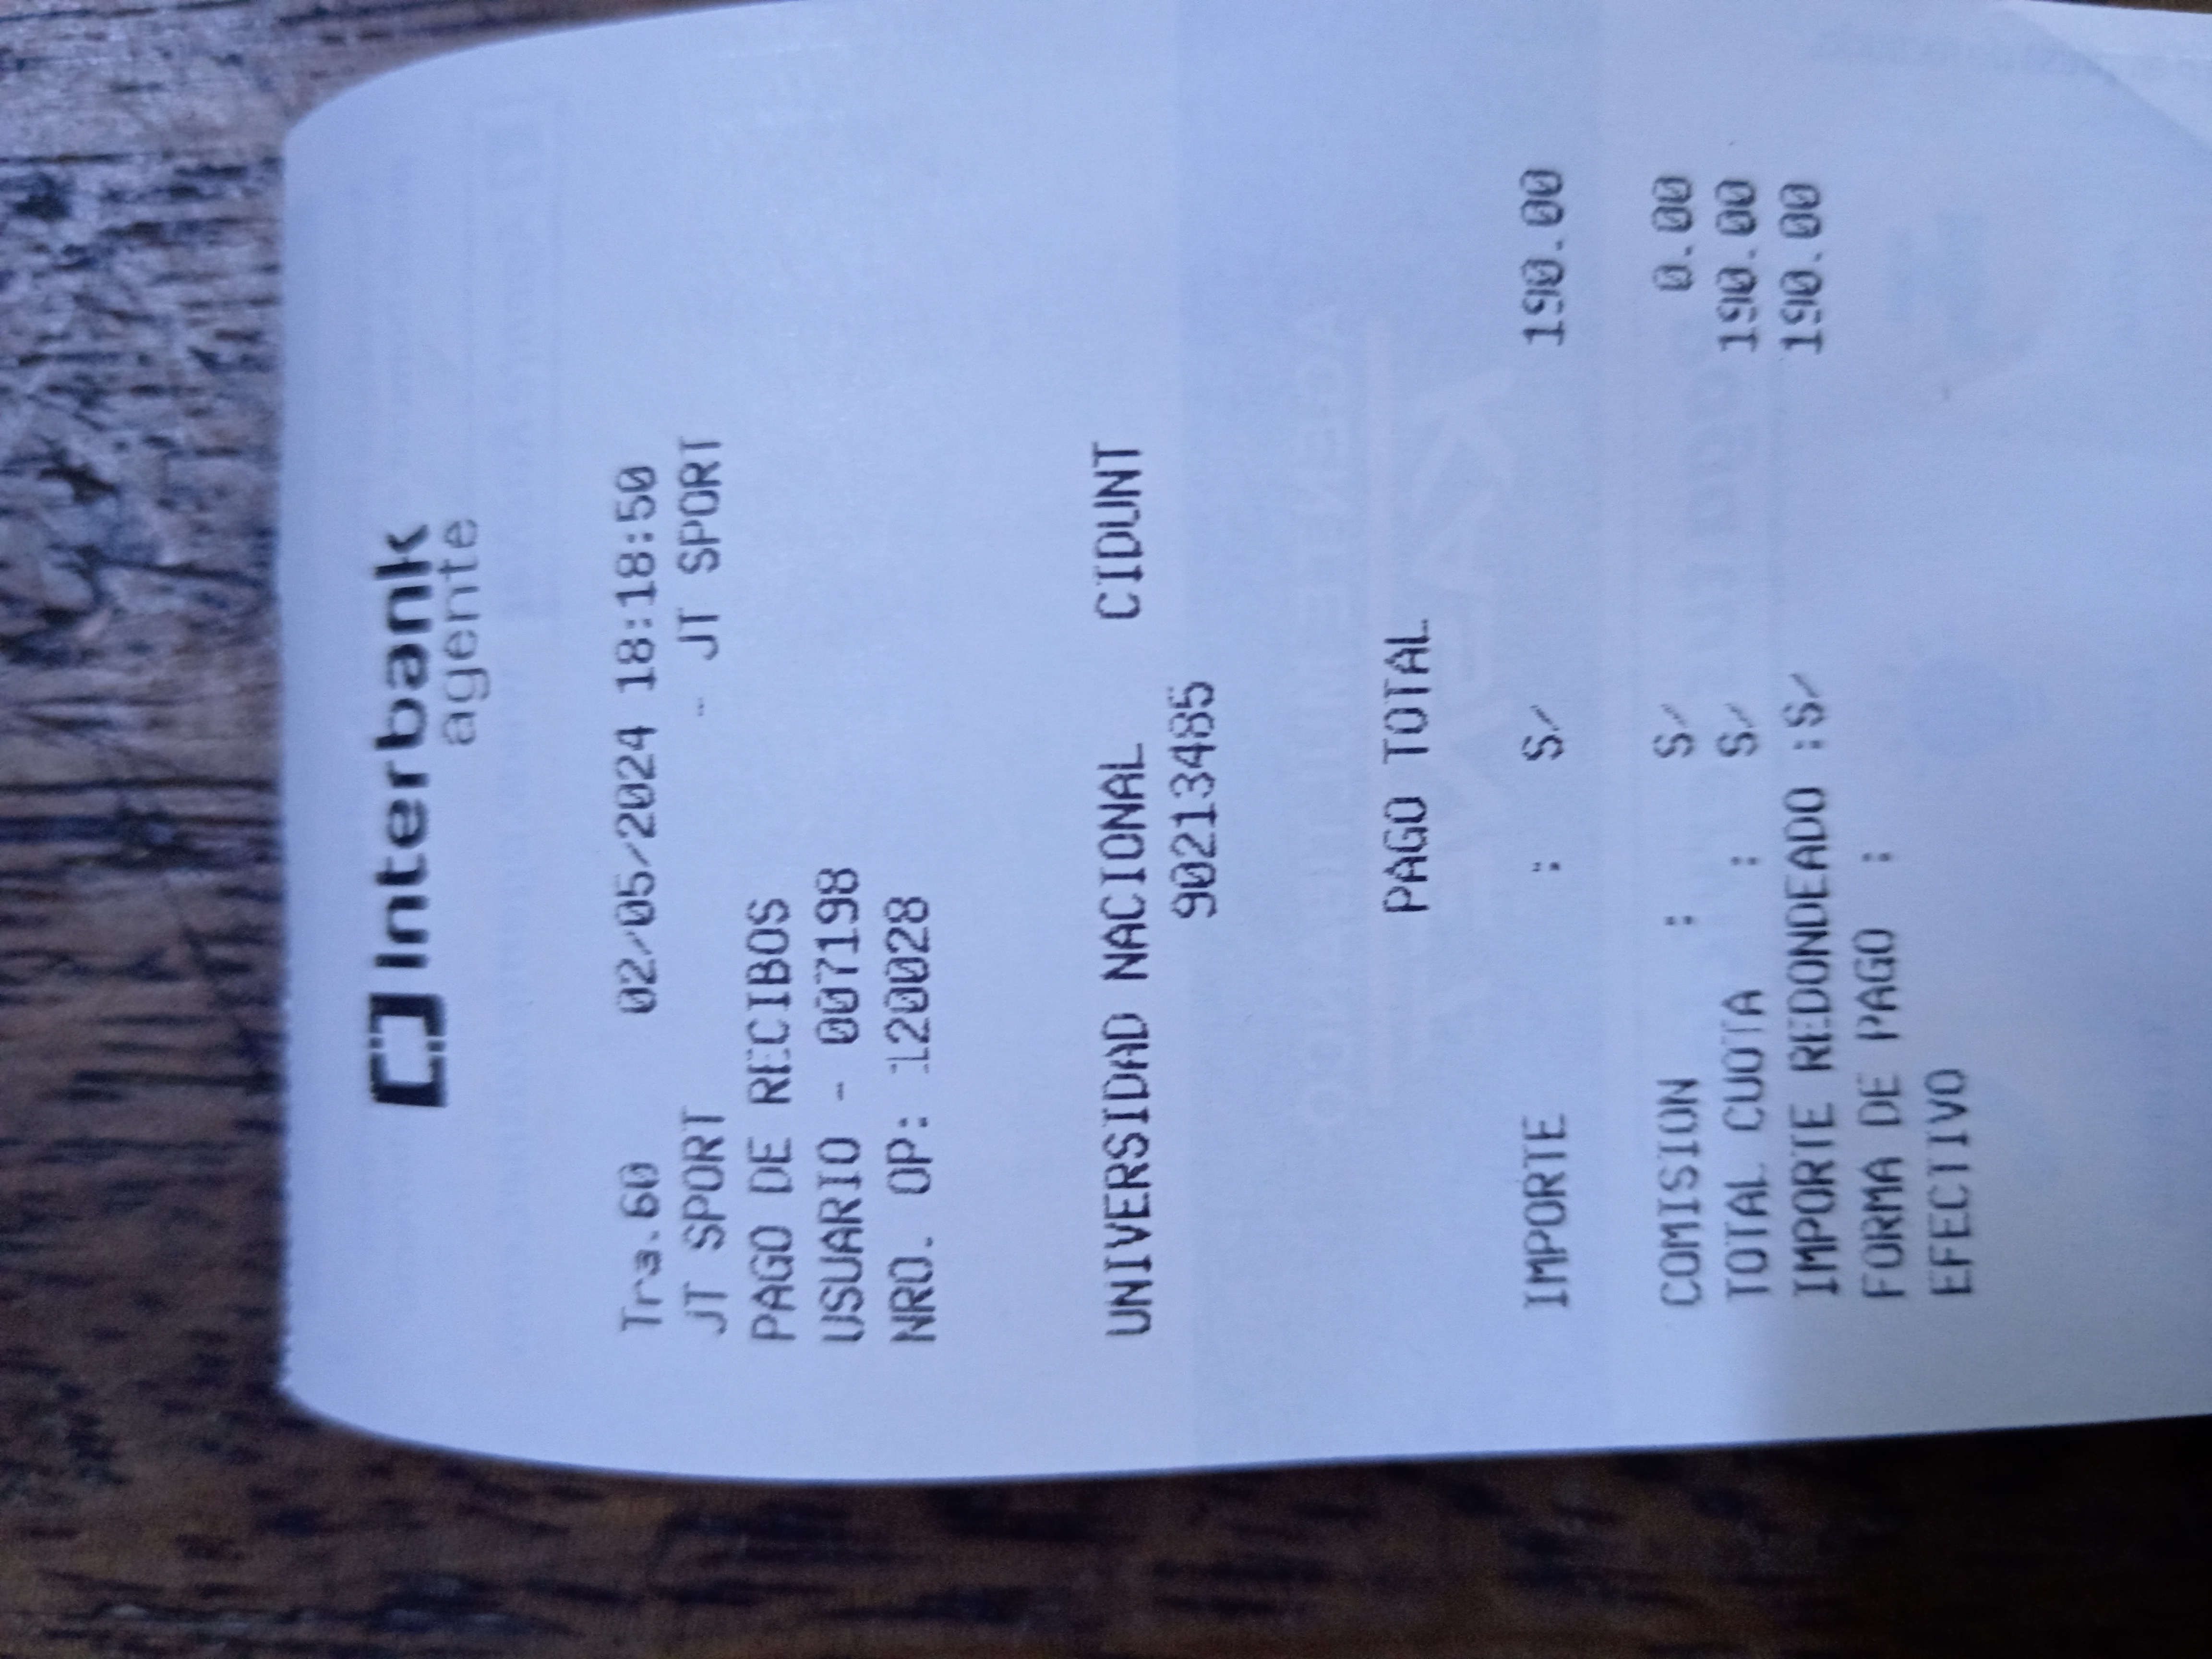 Interbank
agente
Tra.60 02/05/2024 18:18:50
JT SPORT - JT SPORT
PAGO DE RECIBOS
USUARIO - 007198
NRO. OP: 120028
UNIVERSIDAD NACIONAL CIDUNT
90213485
PAGO TOTAL
IMPORTE : S/ 190.00
COMISION : S/ 0.00
TOTAL CUOTA : S/ 190.00
IMPORTE REDONDEADO :S/ 190.00
FORMA DE PAGO :
EFECTIVO